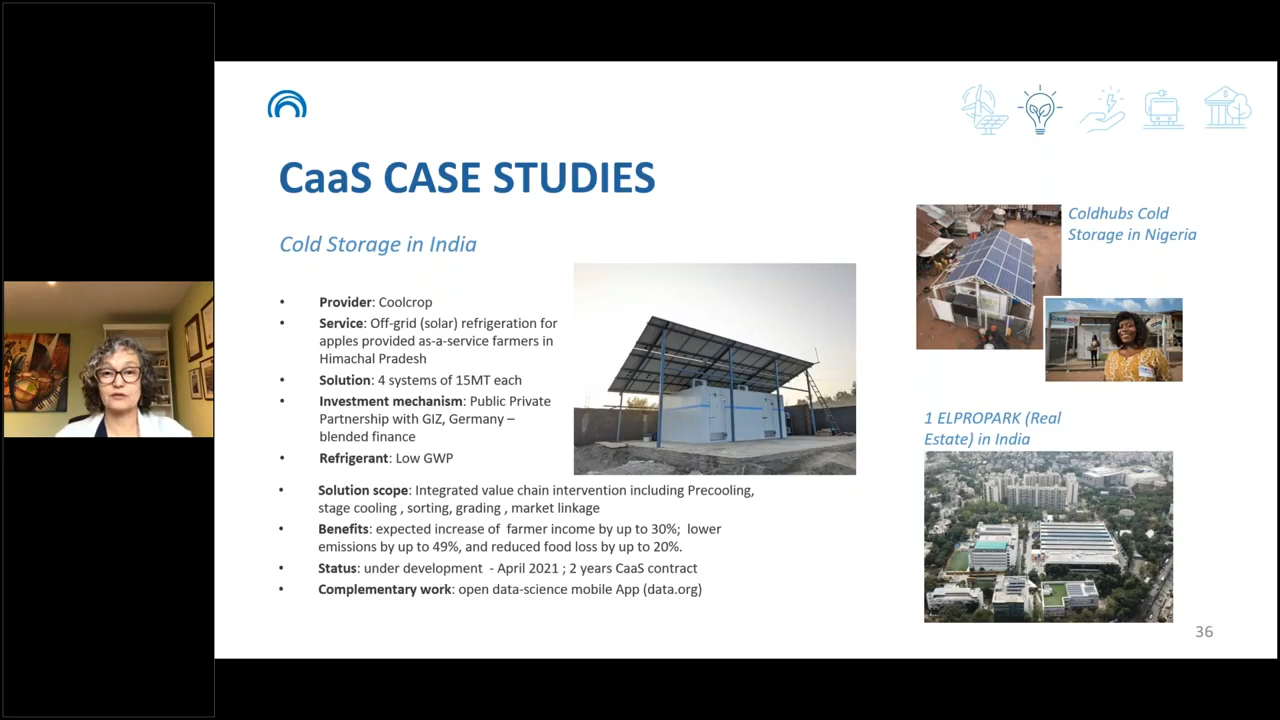 CaaS CASE STUDIES
Cold Storage in India
• Provider: Coolcrop
• Service: Off-grid (solar) refrigeration for
apples provided as-a-service farmers in
Himachal Pradesh
• Solution: 4 systems of 15MT each
• Investment mechanism: Public Private
Partnership with GIZ, Germany –
blended finance
• Refrigerant: Low GWP
• Solution scope: Integrated value chain intervention including Precooling,
stage cooling , sorting, grading , market linkage
• Benefits: expected increase of farmer income by up to 30%; lower
emissions by up to 49%, and reduced food loss by up to 20%.
• Status: under development - April 2021 ; 2 years CaaS contract
• Complementary work: open data-science mobile App (data.org)
Coldhubs Cold
Storage in Nigeria
1 ELPROPARK (Real
Estate) in India
36